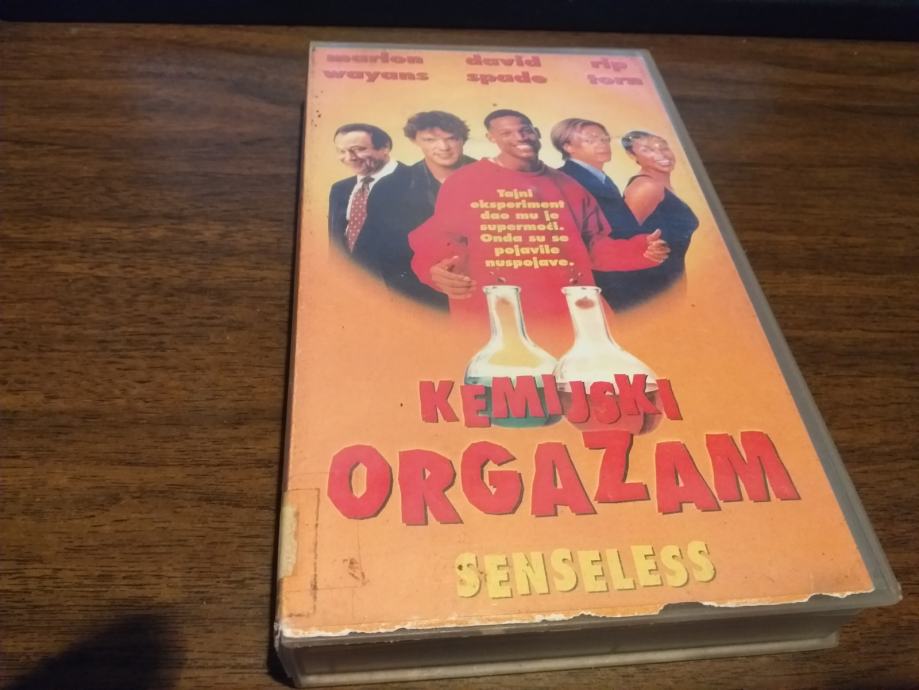 marlon david rip
wayans spade torn
Tajni
eksperiment
dao mu je
supermoći.
Onda su se
pojavile
nuspojave.
KEMIJSKI
ORGAZAM
SENSELESS